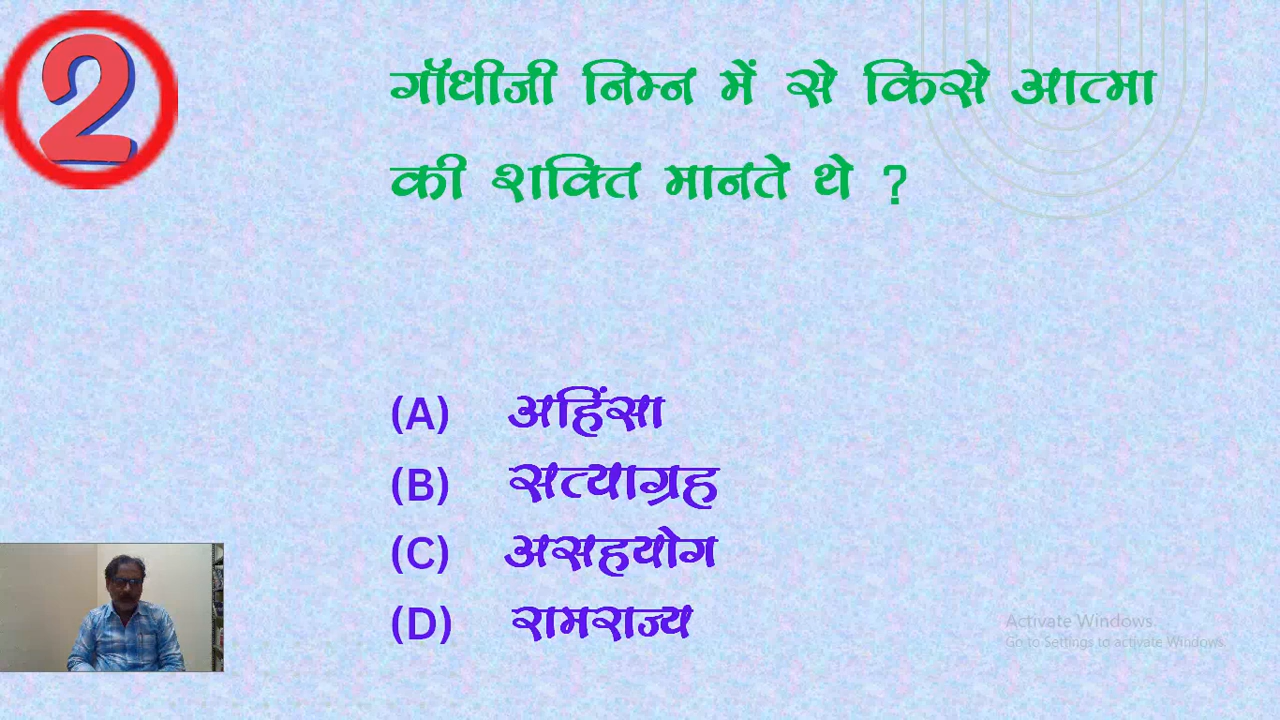 2
गॉधीजी निम्न में से किसे आत्मा
की शक्ति मानते थे ?
(A) अहिंसा
(B) सत्याग्रह
(C) असहयोग
(D) रामराज्य
Activate Windows
Go to Settings to activate Windows.